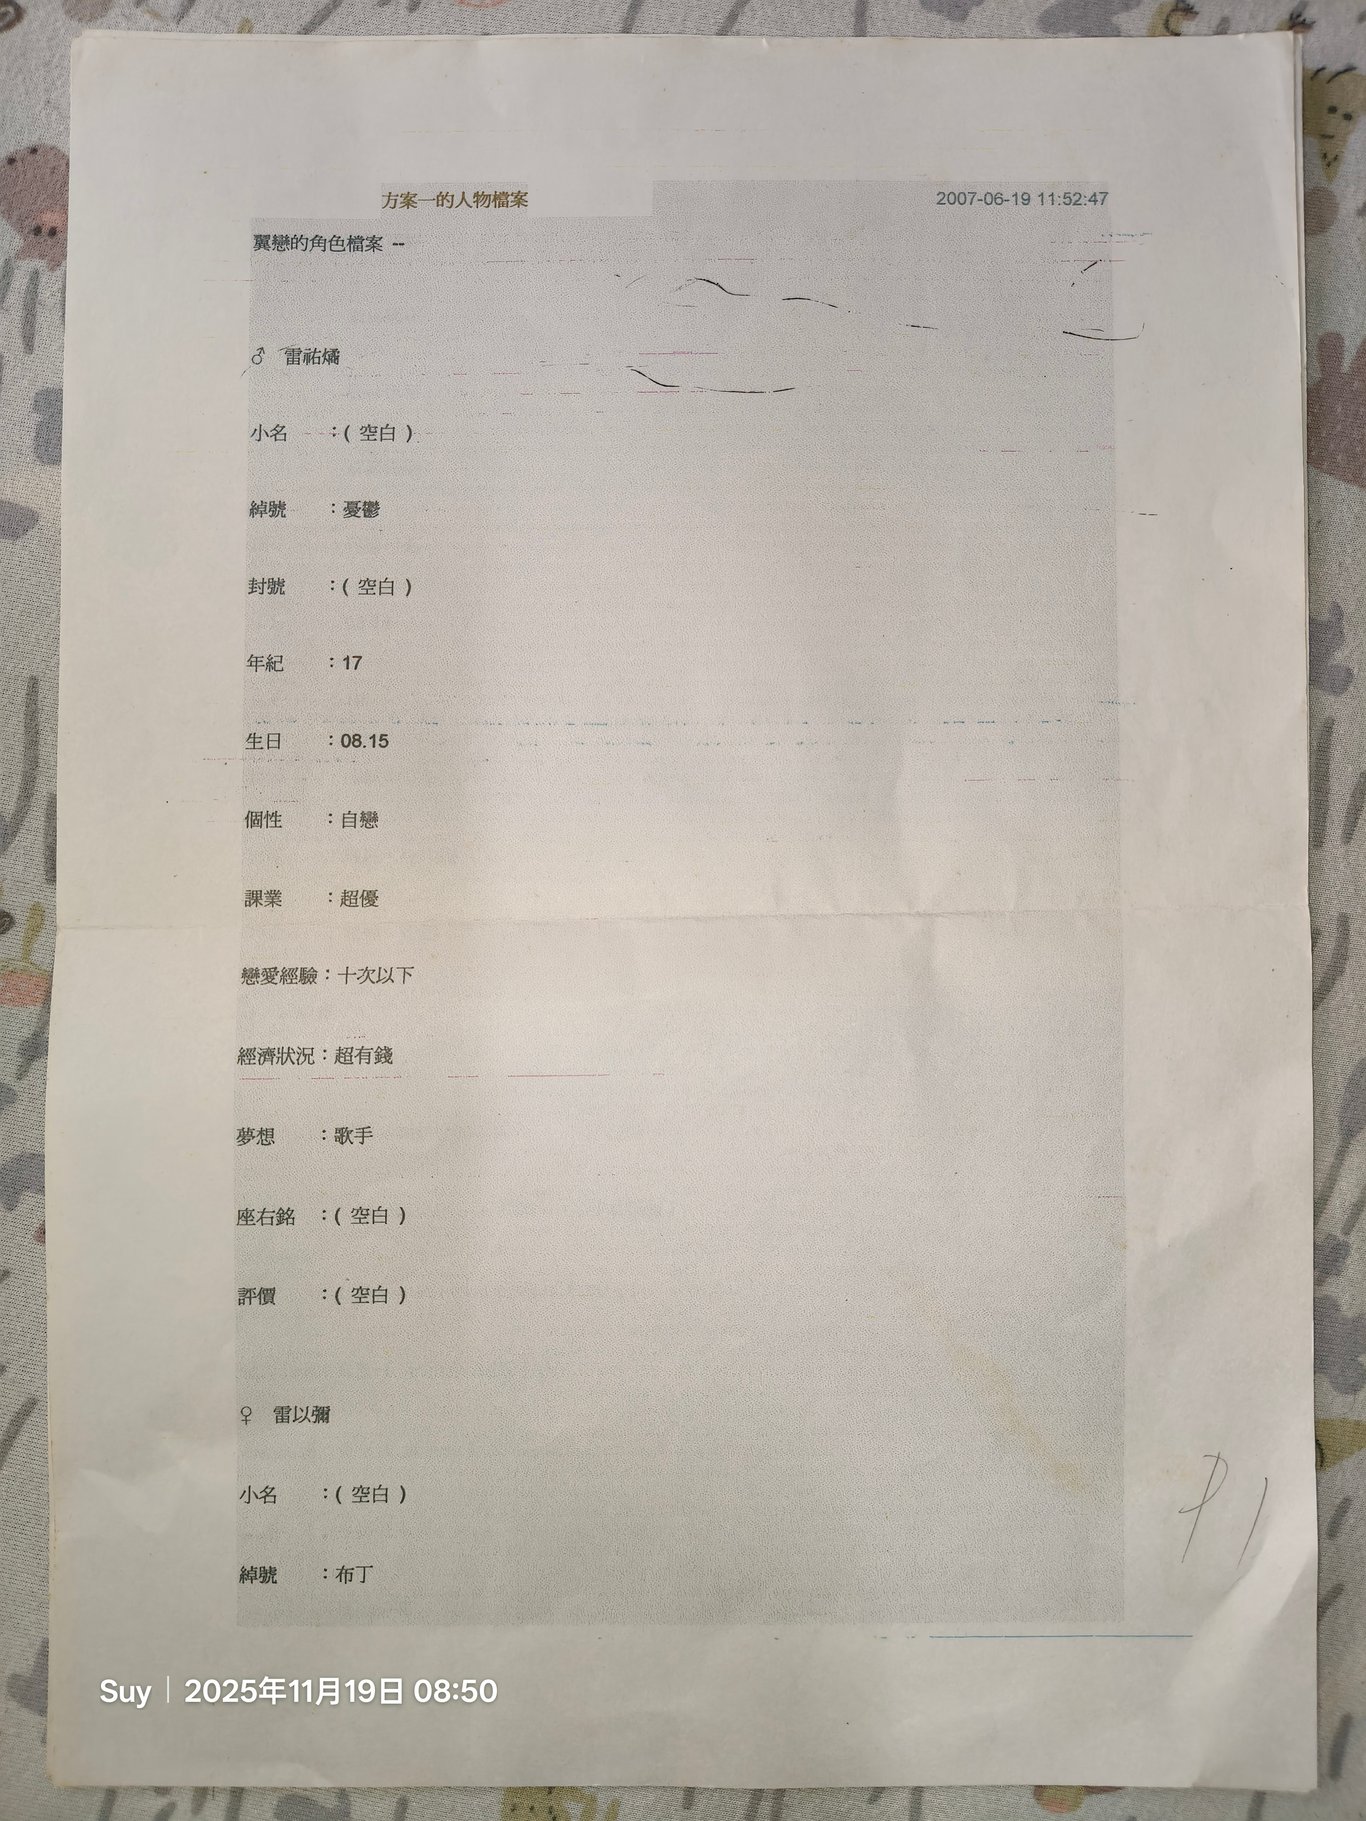 方案一的人物檔案 2007-06-19 11:52:47
翼戀的角色檔案 --
♂ 雷祐燏
小名 :( 空白 )
綽號 :憂鬱
封號 :( 空白 )
年紀 :17
生日 :08.15
個性 :自戀
課業 :超優
戀愛經驗:十次以下
經濟狀況:超有錢
夢想 :歌手
座右銘 :( 空白 )
評價 :( 空白 )
♀ 雷以彌
小名 :( 空白 )
綽號 :布丁
P1
Suy | 2025年11月19日 08:50